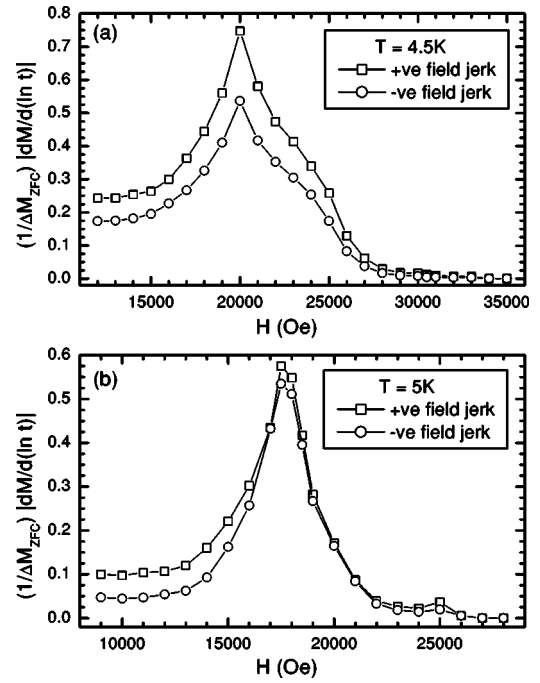 (a)
T = 4.5K
+ve field jerk
-ve field jerk
(1/ΔM_ZFC) |dM/d(ln t)|
0.8
0.7
0.6
0.5
0.4
0.3
0.2
0.1
0.0
15000 20000 25000 30000 35000
H (Oe)
(b)
T = 5K
+ve field jerk
-ve field jerk
(1/ΔM_ZFC) |dM/d(ln t)|
0.6
0.5
0.4
0.3
0.2
0.1
0.0
10000 15000 20000 25000
H (Oe)